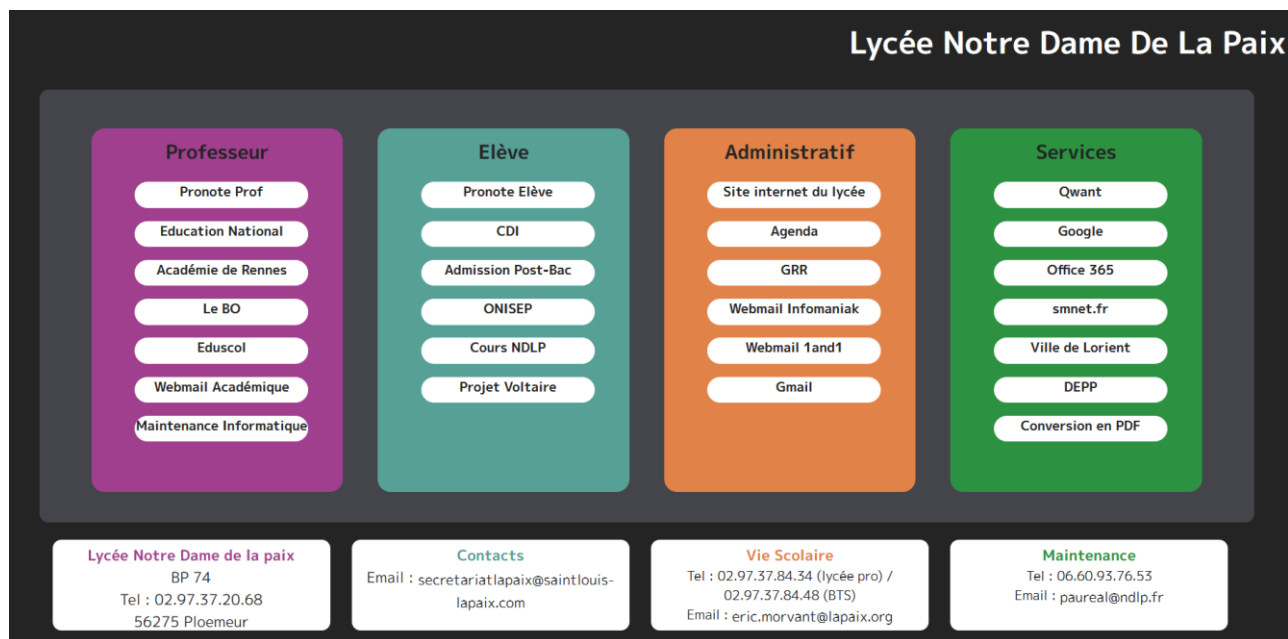 Lycée Notre Dame De La Paix
Professeur
Pronote Prof
Education National
Académie de Rennes
Le BO
Eduscol
Webmail Académique
Maintenance Informatique
Elève
Pronote Elève
CDI
Admission Post-Bac
ONISEP
Cours NDLP
Projet Voltaire
Administratif
Site internet du lycée
Agenda
GRR
Webmail Infomaniak
Webmail 1and1
Gmail
Services
Qwant
Google
Office 365
smnet.fr
Ville de Lorient
DEPP
Conversion en PDF
Lycée Notre Dame de la paix
BP 74
Tel : 02.97.37.20.68
56275 Ploemeur
Contacts
Email : secretariatlapaix@saintlouis-
lapaix.com
Vie Scolaire
Tel : 02.97.37.84.34 (lycée pro) /
02.97.37.84.48 (BTS)
Email : eric.morvant@lapaix.org
Maintenance
Tel : 06.60.93.76.53
Email : paureal@ndlp.fr